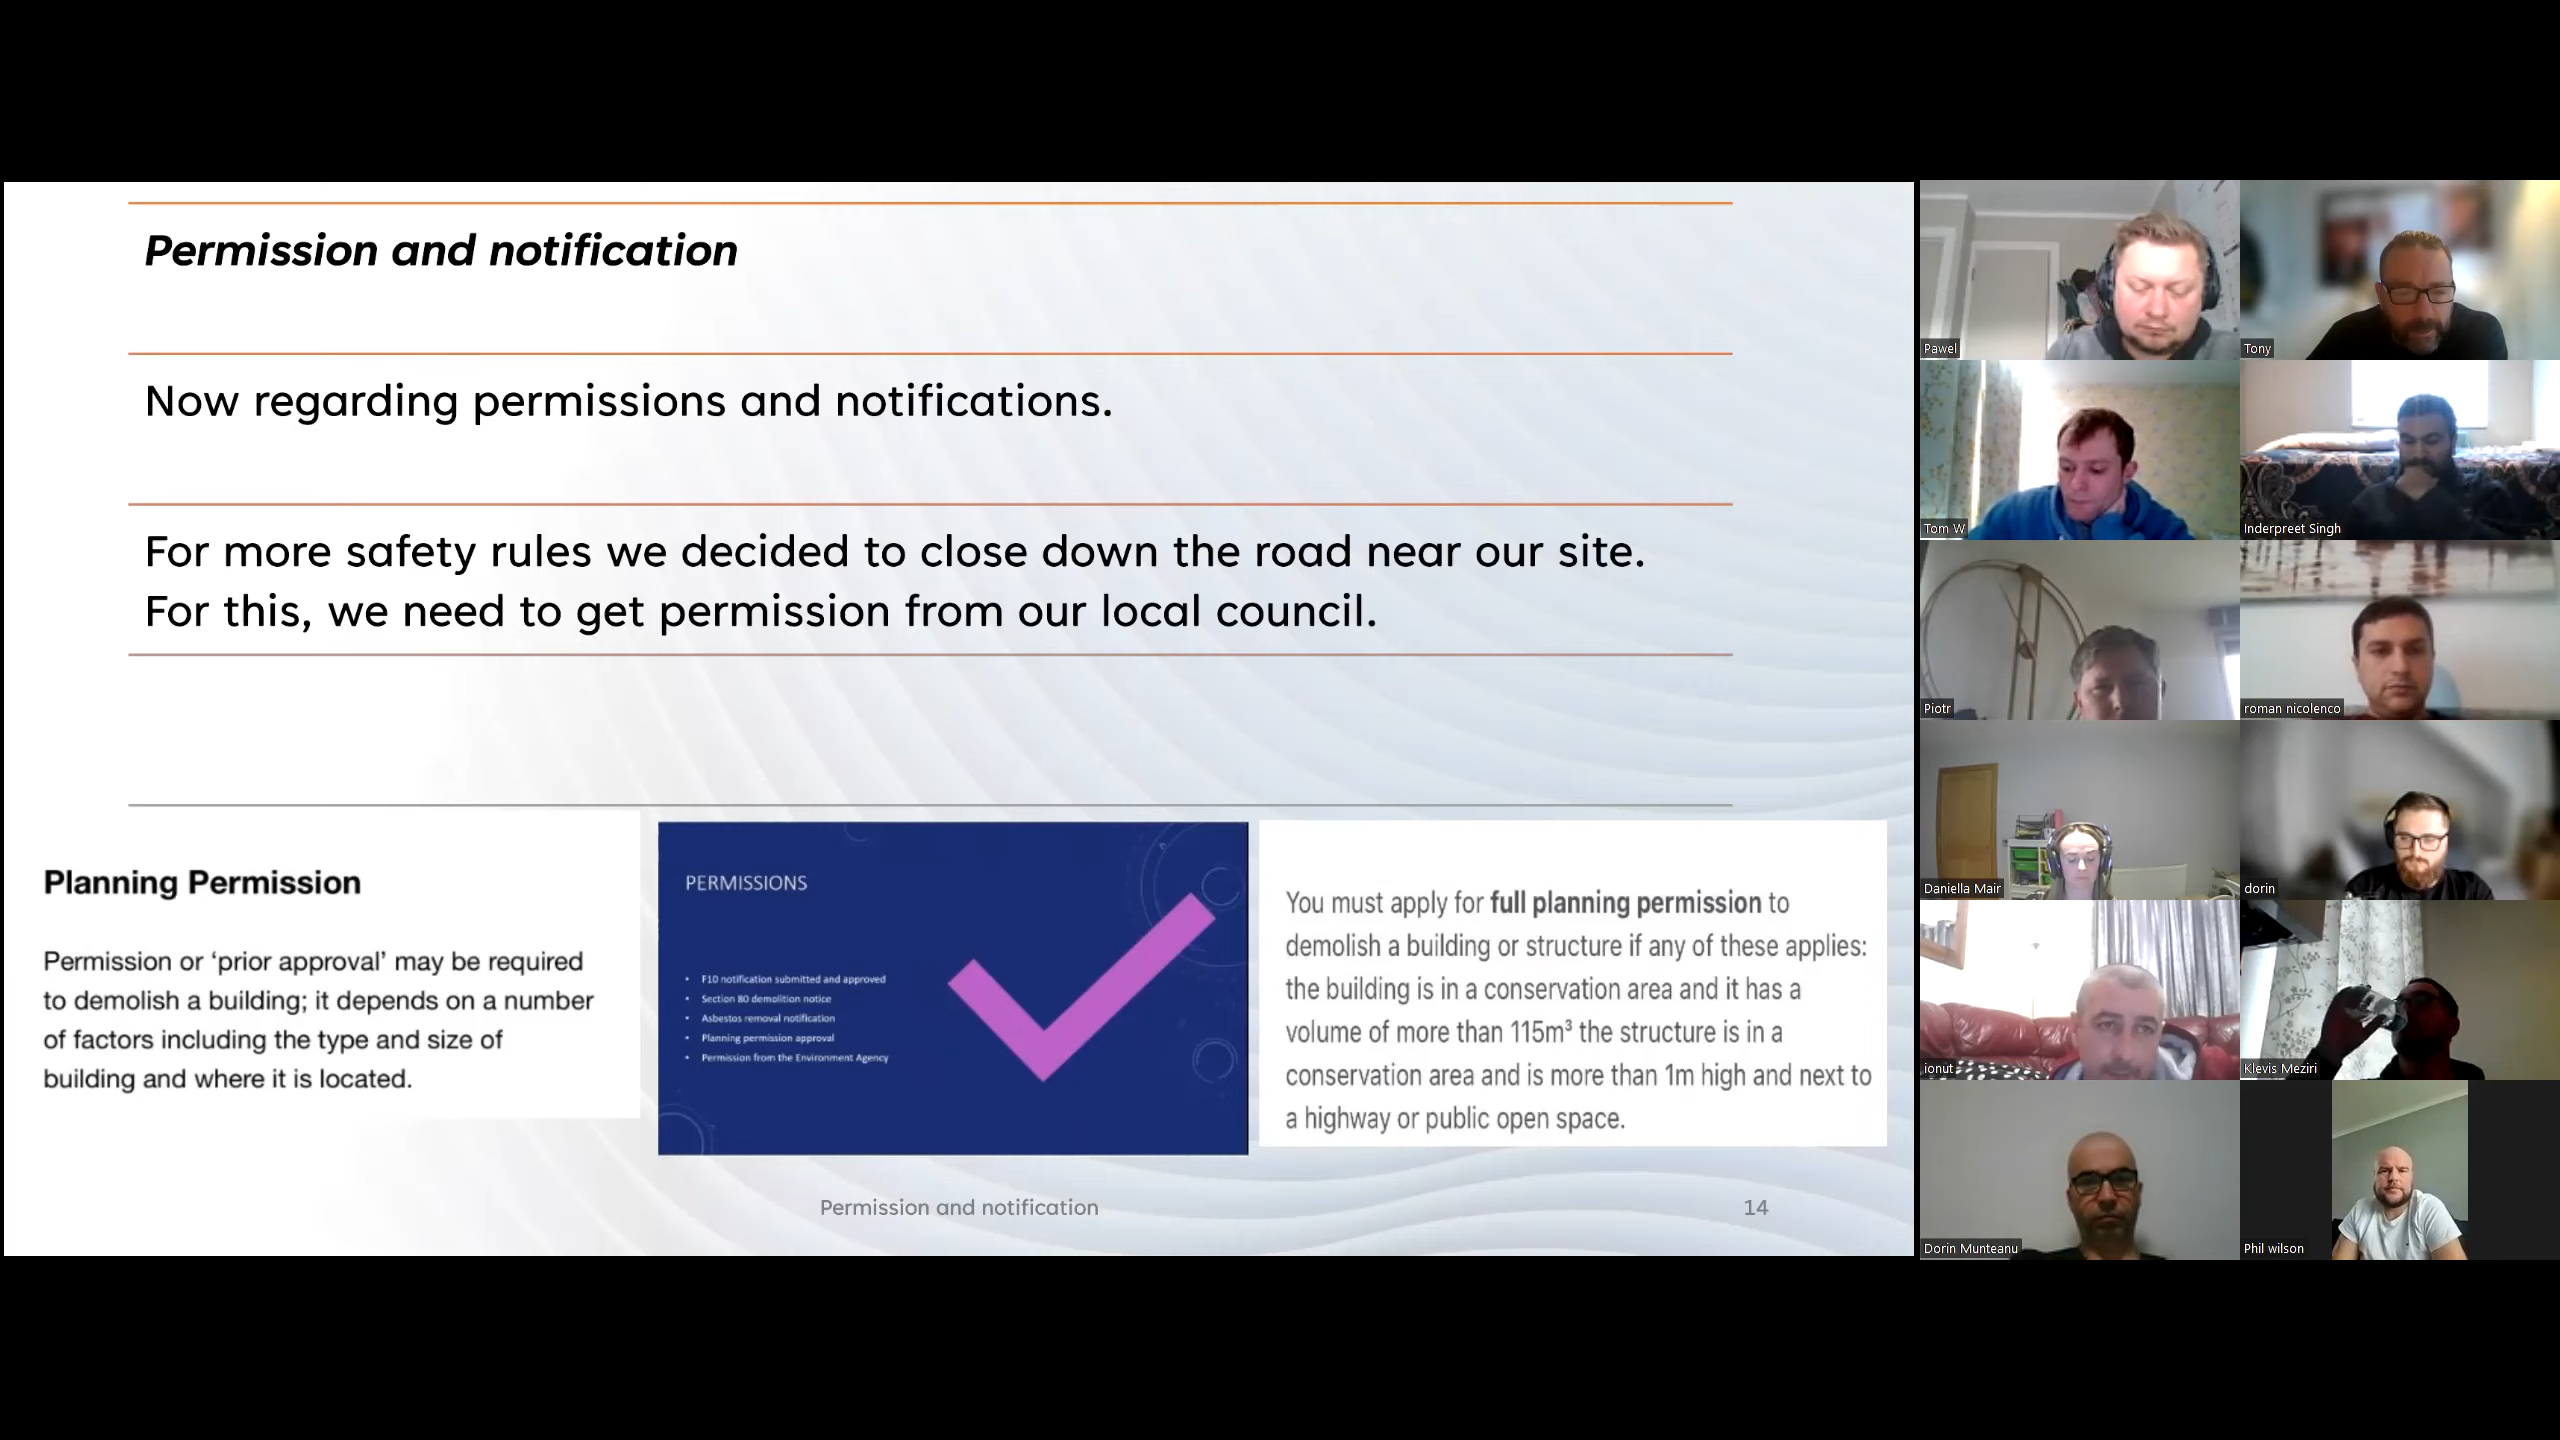 Permission and notification
Now regarding permissions and notifications.
For more safety rules we decided to close down the road near our site.
For this, we need to get permission from our local council.
Planning Permission
Permission or ‘prior approval’ may be required
to demolish a building; it depends on a number
of factors including the type and size of
building and where it is located.
PERMISSIONS
• F10 notification submitted and approved
• Section 80 demolition notice
• Asbestos removal notification
• Planning permission approval
• Permission from the Environment Agency
You must apply for full planning permission to
demolish a building or structure if any of these applies:
the building is in a conservation area and it has a
volume of more than 115m³ the structure is in a
conservation area and is more than 1m high and next to
a highway or public open space.
Permission and notification
14
Pawel
Tony
Tom W
Inderpreet Singh
Piotr
roman nicolenco
Daniella Mair
dorin
ionut
Klevis Meziri
Dorin Munteanu
Phil wilson